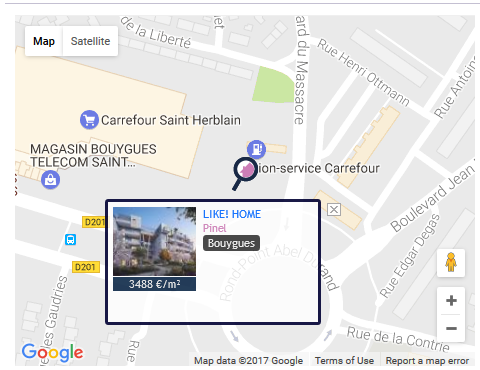 Map
Satellite
de la Liberté
ard du Massacre
Rue Henri Ottmann
Rue Antoin
Carrefour Saint Herblain
MAGASIN BOUYGUES
TELECOM SAINT...
ion-service Carrefour
Boulevard Jean
D201
LIKE! HOME
Pinel
Bouygues
3488 €/m²
D201
Rond-Point Abel Durand
Rue Edgar Degas
es Gaudries
Rue
Rue de la Contrie
Google
Map data ©2017 Google
Terms of Use
Report a map error